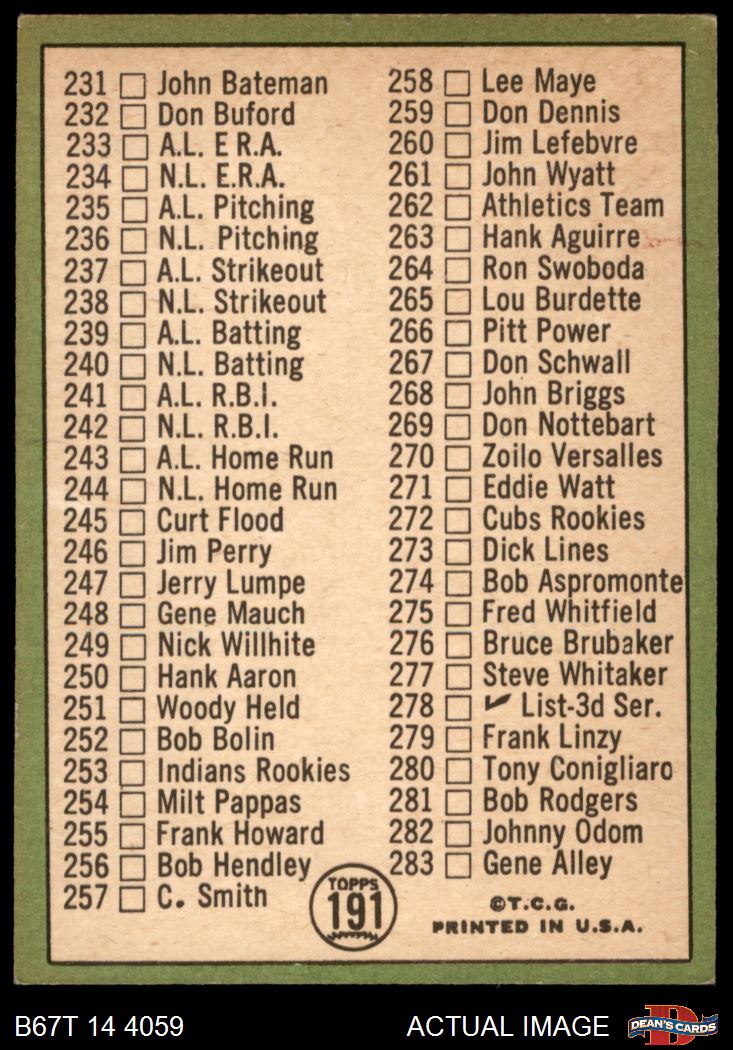 231 John Bateman
232 Don Buford
233 A.L. E R.A.
234 N.L. E.R.A.
235 A.L. Pitching
236 N.L. Pitching
237 A.L. Strikeout
238 N.L. Strikeout
239 A.L. Batting
240 N.L. Batting
241 A.L. R.B.I.
242 N.L. R.B.I.
243 A.L. Home Run
244 N.L. Home Run
245 Curt Flood
246 Jim Perry
247 Jerry Lumpe
248 Gene Mauch
249 Nick Willhite
250 Hank Aaron
251 Woody Held
252 Bob Bolin
253 Indians Rookies
254 Milt Pappas
255 Frank Howard
256 Bob Hendley
257 C. Smith
258 Lee Maye
259 Don Dennis
260 Jim Lefebvre
261 John Wyatt
262 Athletics Team
263 Hank Aguirre
264 Ron Swoboda
265 Lou Burdette
266 Pitt Power
267 Don Schwall
268 John Briggs
269 Don Nottebart
270 Zoilo Versalles
271 Eddie Watt
272 Cubs Rookies
273 Dick Lines
274 Bob Aspromonte
275 Fred Whitfield
276 Bruce Brubaker
277 Steve Whitaker
278 ✔ List-3d Ser.
279 Frank Linzy
280 Tony Conigliaro
281 Bob Rodgers
282 Johnny Odom
283 Gene Alley
TOPPS
191
©T.C.G.
PRINTED IN U.S.A.
B67T 14 4059
ACTUAL IMAGE
D
DEAN'S CARDS